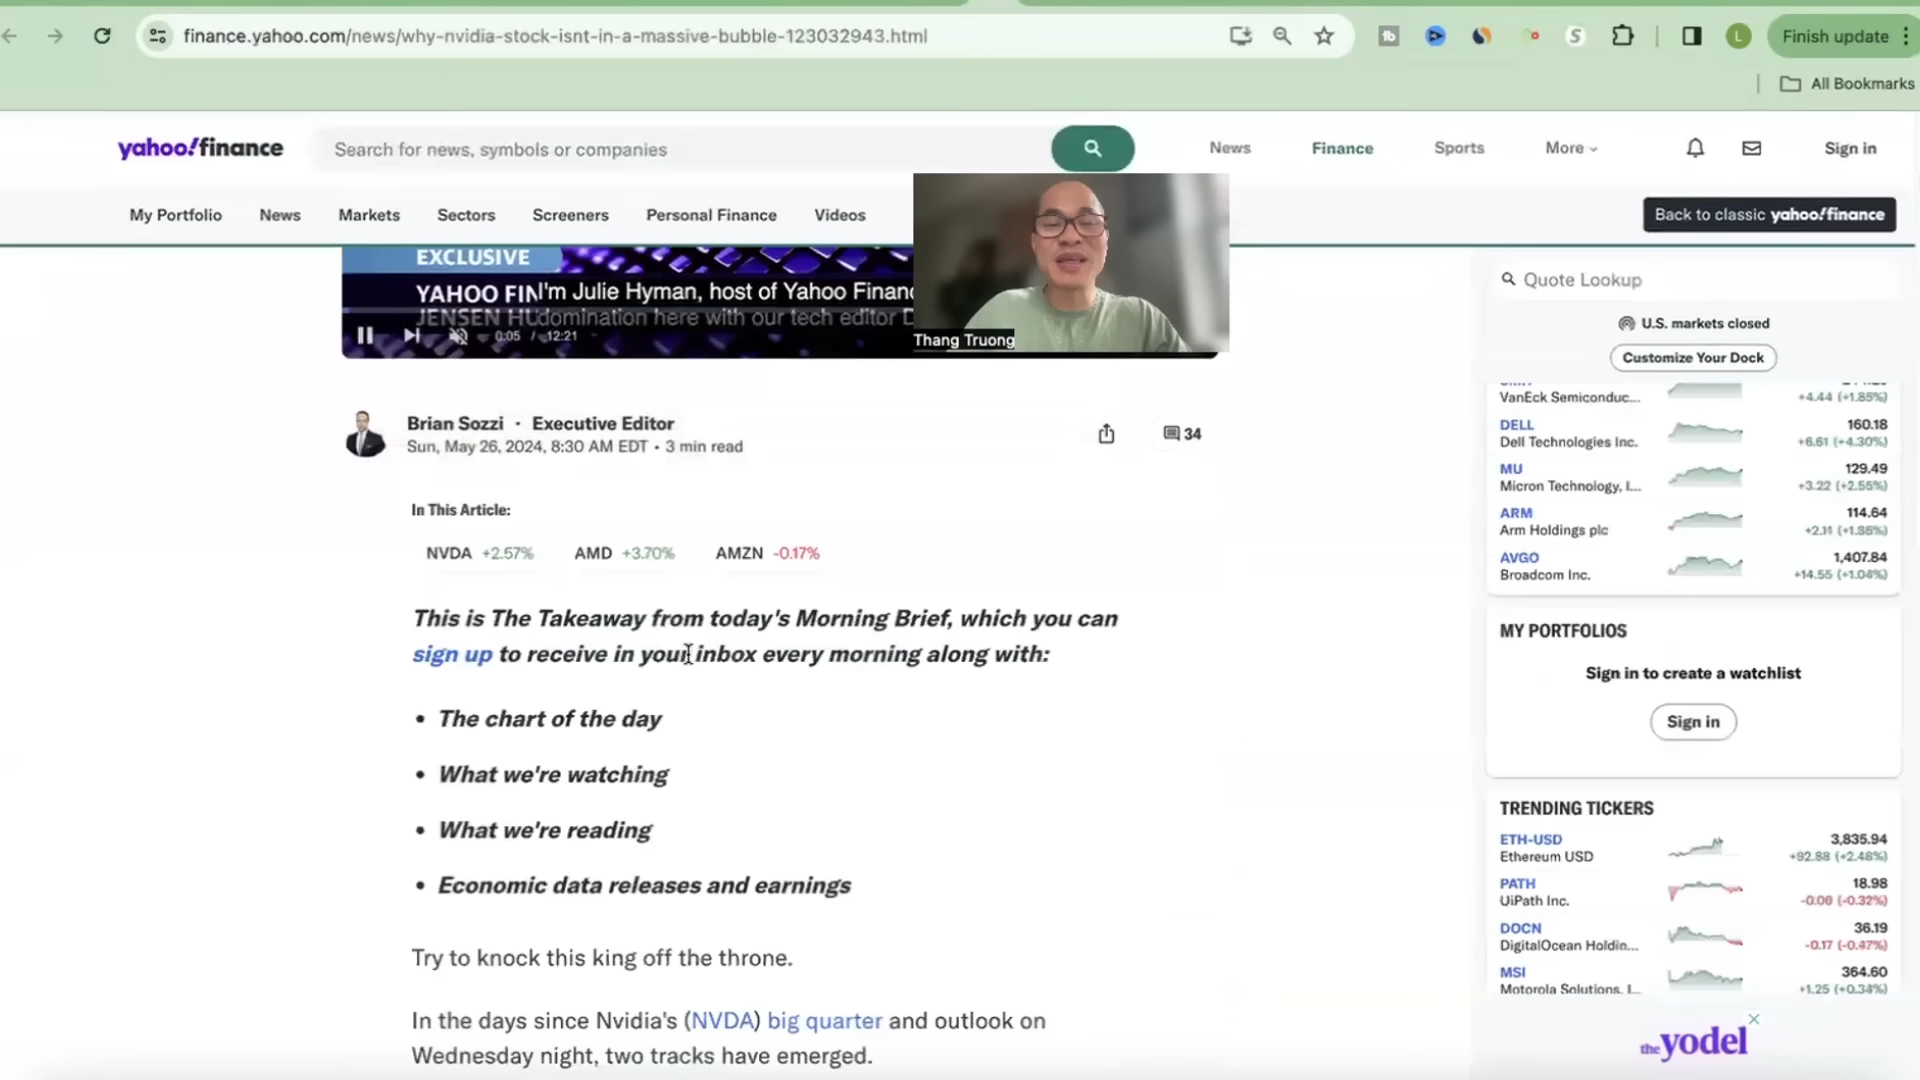 finance.yahoo.com/news/why-nvidia-stock-isnt-in-a-massive-bubble-123032943.html
L
Finish update
All Bookmarks
yahoo!finance
Search for news, symbols or companies
News
Finance
Sports
More
Sign in
My Portfolio
News
Markets
Sectors
Screeners
Personal Finance
Videos
Back to classic yahoo!finance
EXCLUSIVE
YAHOO FIN
I'm Julie Hyman, host of Yahoo Financ
JENSEN HU
domination here with our tech editor D
0:05 / 12:21
Thang Truong
Brian Sozzi · Executive Editor
Sun, May 26, 2024, 8:30 AM EDT • 3 min read
34
In This Article:
NVDA +2.57% AMD +3.70% AMZN -0.17%
This is The Takeaway from today's Morning Brief, which you can
sign up to receive in your inbox every morning along with:
• The chart of the day
• What we're watching
• What we're reading
• Economic data releases and earnings
Try to knock this king off the throne.
In the days since Nvidia's (NVDA) big quarter and outlook on
Wednesday night, two tracks have emerged.
Quote Lookup
U.S. markets closed
Customize Your Dock
VanEck Semiconduc... +4.44 (+1.85%)
DELL 160.18
Dell Technologies Inc. +6.61 (+4.30%)
MU 129.49
Micron Technology, I... +3.22 (+2.55%)
ARM 114.64
Arm Holdings plc +2.11 (+1.88%)
AVGO 1,407.84
Broadcom Inc. +14.55 (+1.04%)
MY PORTFOLIOS
Sign in to create a watchlist
Sign in
TRENDING TICKERS
ETH-USD 3,835.94
Ethereum USD +92.88 (+2.48%)
PATH 18.98
UiPath Inc. -0.06 (-0.32%)
DOCN 36.19
DigitalOcean Holdin... -0.17 (-0.47%)
MSI 364.60
Motorola Solutions, I... +1.25 (+0.34%)
the yodel